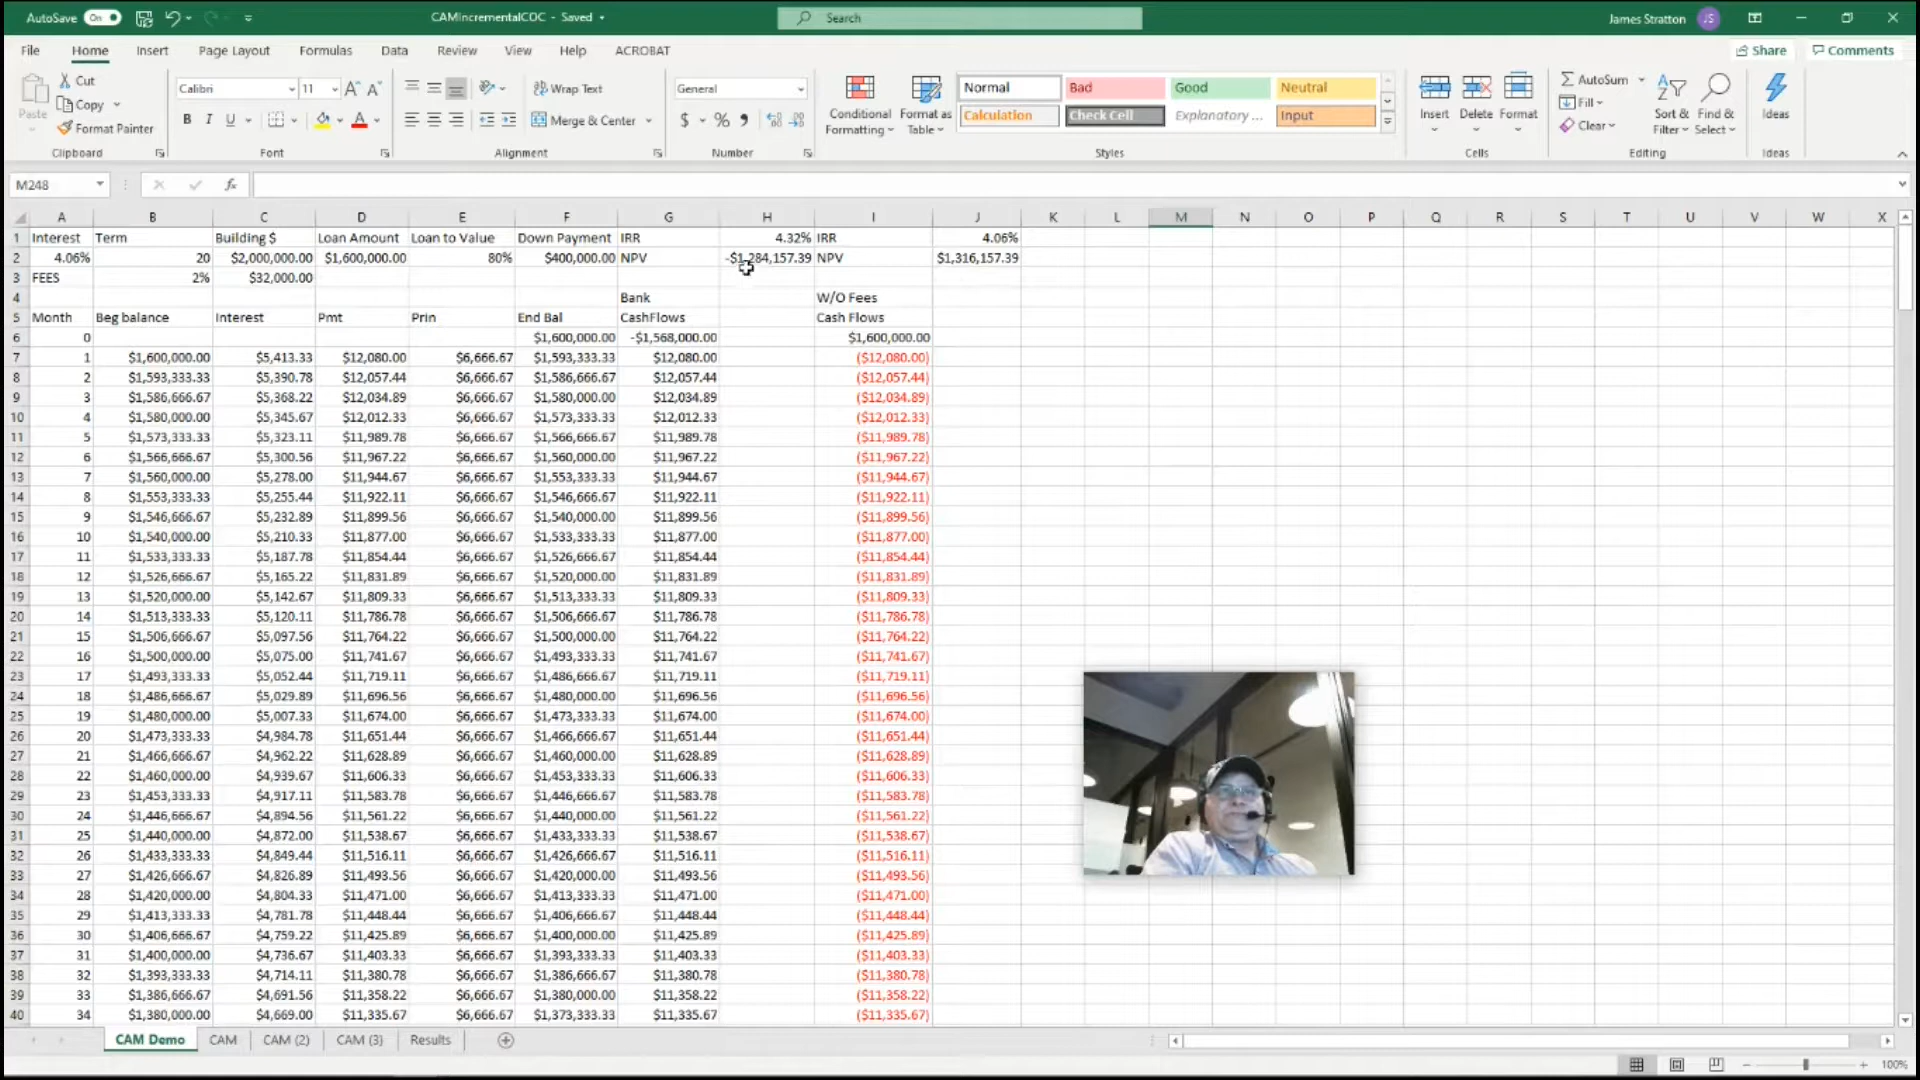 AutoSave On CAMIncrementalCDC - Saved Search James Stratton JS
File Home Insert Page Layout Formulas Data Review View Help ACROBAT Share Comments
Paste Cut Copy Format Painter Clipboard
Calibri 11 A A B I U A Font
Wrap Text Merge & Center Alignment
General $ % , Number
Conditional Formatting Format as Table Normal Bad Good Neutral Calculation Check Cell Explanatory ... Input Styles
Insert Delete Format Cells
AutoSum Fill Clear Sort & Filter Find & Select Editing
Ideas Ideas
M248 fx
A B C D E F G H I J K L M N O P Q R S T U V W X
1 Interest Term Building $ Loan Amount Loan to Value Down Payment IRR 4.32% IRR 4.06%
2 4.06% 20 $2,000,000.00 $1,600,000.00 80% $400,000.00 NPV -$1,284,157.39 NPV $1,316,157.39
3 FEES 2% $32,000.00
4 Bank W/O Fees
5 Month Beg balance Interest Pmt Prin End Bal CashFlows Cash Flows
6 0 $1,600,000.00 -$1,568,000.00 $1,600,000.00
7 1 $1,600,000.00 $5,413.33 $12,080.00 $6,666.67 $1,593,333.33 $12,080.00 ($12,080.00)
8 2 $1,593,333.33 $5,390.78 $12,057.44 $6,666.67 $1,586,666.67 $12,057.44 ($12,057.44)
9 3 $1,586,666.67 $5,368.22 $12,034.89 $6,666.67 $1,580,000.00 $12,034.89 ($12,034.89)
10 4 $1,580,000.00 $5,345.67 $12,012.33 $6,666.67 $1,573,333.33 $12,012.33 ($12,012.33)
11 5 $1,573,333.33 $5,323.11 $11,989.78 $6,666.67 $1,566,666.67 $11,989.78 ($11,989.78)
12 6 $1,566,666.67 $5,300.56 $11,967.22 $6,666.67 $1,560,000.00 $11,967.22 ($11,967.22)
13 7 $1,560,000.00 $5,278.00 $11,944.67 $6,666.67 $1,553,333.33 $11,944.67 ($11,944.67)
14 8 $1,553,333.33 $5,255.44 $11,922.11 $6,666.67 $1,546,666.67 $11,922.11 ($11,922.11)
15 9 $1,546,666.67 $5,232.89 $11,899.56 $6,666.67 $1,540,000.00 $11,899.56 ($11,899.56)
16 10 $1,540,000.00 $5,210.33 $11,877.00 $6,666.67 $1,533,333.33 $11,877.00 ($11,877.00)
17 11 $1,533,333.33 $5,187.78 $11,854.44 $6,666.67 $1,526,666.67 $11,854.44 ($11,854.44)
18 12 $1,526,666.67 $5,165.22 $11,831.89 $6,666.67 $1,520,000.00 $11,831.89 ($11,831.89)
19 13 $1,520,000.00 $5,142.67 $11,809.33 $6,666.67 $1,513,333.33 $11,809.33 ($11,809.33)
20 14 $1,513,333.33 $5,120.11 $11,786.78 $6,666.67 $1,506,666.67 $11,786.78 ($11,786.78)
21 15 $1,506,666.67 $5,097.56 $11,764.22 $6,666.67 $1,500,000.00 $11,764.22 ($11,764.22)
22 16 $1,500,000.00 $5,075.00 $11,741.67 $6,666.67 $1,493,333.33 $11,741.67 ($11,741.67)
23 17 $1,493,333.33 $5,052.44 $11,719.11 $6,666.67 $1,486,666.67 $11,719.11 ($11,719.11)
24 18 $1,486,666.67 $5,029.89 $11,696.56 $6,666.67 $1,480,000.00 $11,696.56 ($11,696.56)
25 19 $1,480,000.00 $5,007.33 $11,674.00 $6,666.67 $1,473,333.33 $11,674.00 ($11,674.00)
26 20 $1,473,333.33 $4,984.78 $11,651.44 $6,666.67 $1,466,666.67 $11,651.44 ($11,651.44)
27 21 $1,466,666.67 $4,962.22 $11,628.89 $6,666.67 $1,460,000.00 $11,628.89 ($11,628.89)
28 22 $1,460,000.00 $4,939.67 $11,606.33 $6,666.67 $1,453,333.33 $11,606.33 ($11,606.33)
29 23 $1,453,333.33 $4,917.11 $11,583.78 $6,666.67 $1,446,666.67 $11,583.78 ($11,583.78)
30 24 $1,446,666.67 $4,894.56 $11,561.22 $6,666.67 $1,440,000.00 $11,561.22 ($11,561.22)
31 25 $1,440,000.00 $4,872.00 $11,538.67 $6,666.67 $1,433,333.33 $11,538.67 ($11,538.67)
32 26 $1,433,333.33 $4,849.44 $11,516.11 $6,666.67 $1,426,666.67 $11,516.11 ($11,516.11)
33 27 $1,426,666.67 $4,826.89 $11,493.56 $6,666.67 $1,420,000.00 $11,493.56 ($11,493.56)
34 28 $1,420,000.00 $4,804.33 $11,471.00 $6,666.67 $1,413,333.33 $11,471.00 ($11,471.00)
35 29 $1,413,333.33 $4,781.78 $11,448.44 $6,666.67 $1,406,666.67 $11,448.44 ($11,448.44)
36 30 $1,406,666.67 $4,759.22 $11,425.89 $6,666.67 $1,400,000.00 $11,425.89 ($11,425.89)
37 31 $1,400,000.00 $4,736.67 $11,403.33 $6,666.67 $1,393,333.33 $11,403.33 ($11,403.33)
38 32 $1,393,333.33 $4,714.11 $11,380.78 $6,666.67 $1,386,666.67 $11,380.78 ($11,380.78)
39 33 $1,386,666.67 $4,691.56 $11,358.22 $6,666.67 $1,380,000.00 $11,358.22 ($11,358.22)
40 34 $1,380,000.00 $4,669.00 $11,335.67 $6,666.67 $1,373,333.33 $11,335.67 ($11,335.67)
CAM Demo CAM CAM (2) CAM (3) Results
100%